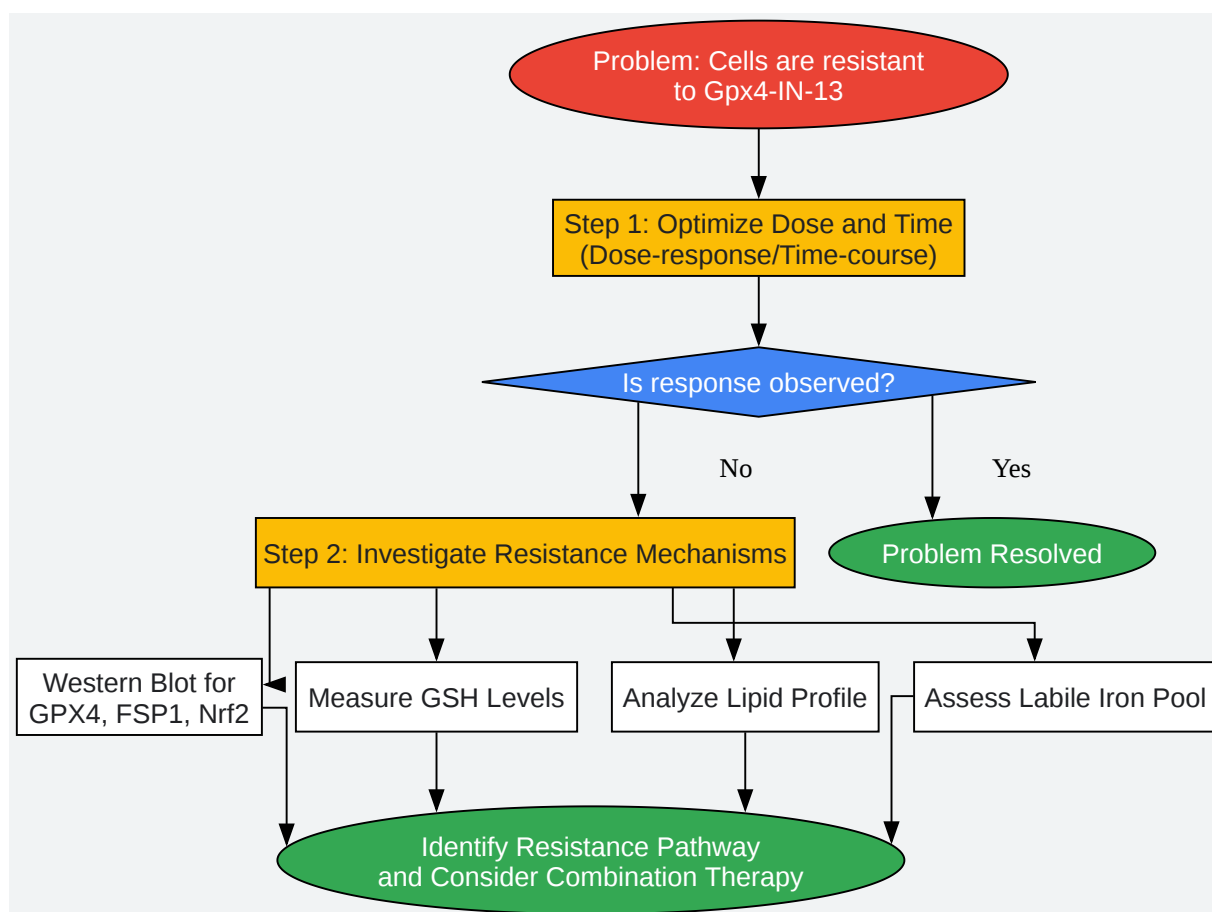 Problem: Cells are resistant
to Gpx4-IN-13
Step 1: Optimize Dose and Time
(Dose-response/Time-course)
Is response observed?
No
Yes
Step 2: Investigate Resistance Mechanisms
Problem Resolved
Western Blot for
GPX4, FSP1, Nrf2
Measure GSH Levels
Analyze Lipid Profile
Assess Labile Iron Pool
Identify Resistance Pathway
and Consider Combination Therapy